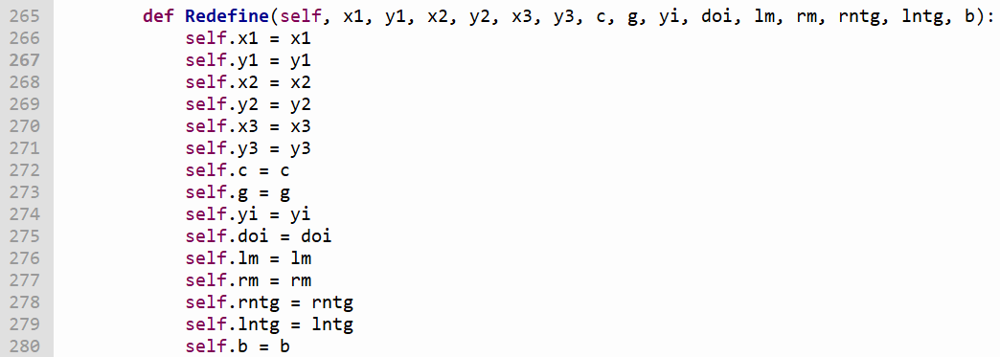 265 def Redefine(self, x1, y1, x2, y2, x3, y3, c, g, yi, doi, lm, rm, rntg, lntg, b):
266 self.x1 = x1
267 self.y1 = y1
268 self.x2 = x2
269 self.y2 = y2
270 self.x3 = x3
271 self.y3 = y3
272 self.c = c
273 self.g = g
274 self.yi = yi
275 self.doi = doi
276 self.lm = lm
277 self.rm = rm
278 self.rntg = rntg
279 self.lntg = lntg
280 self.b = b